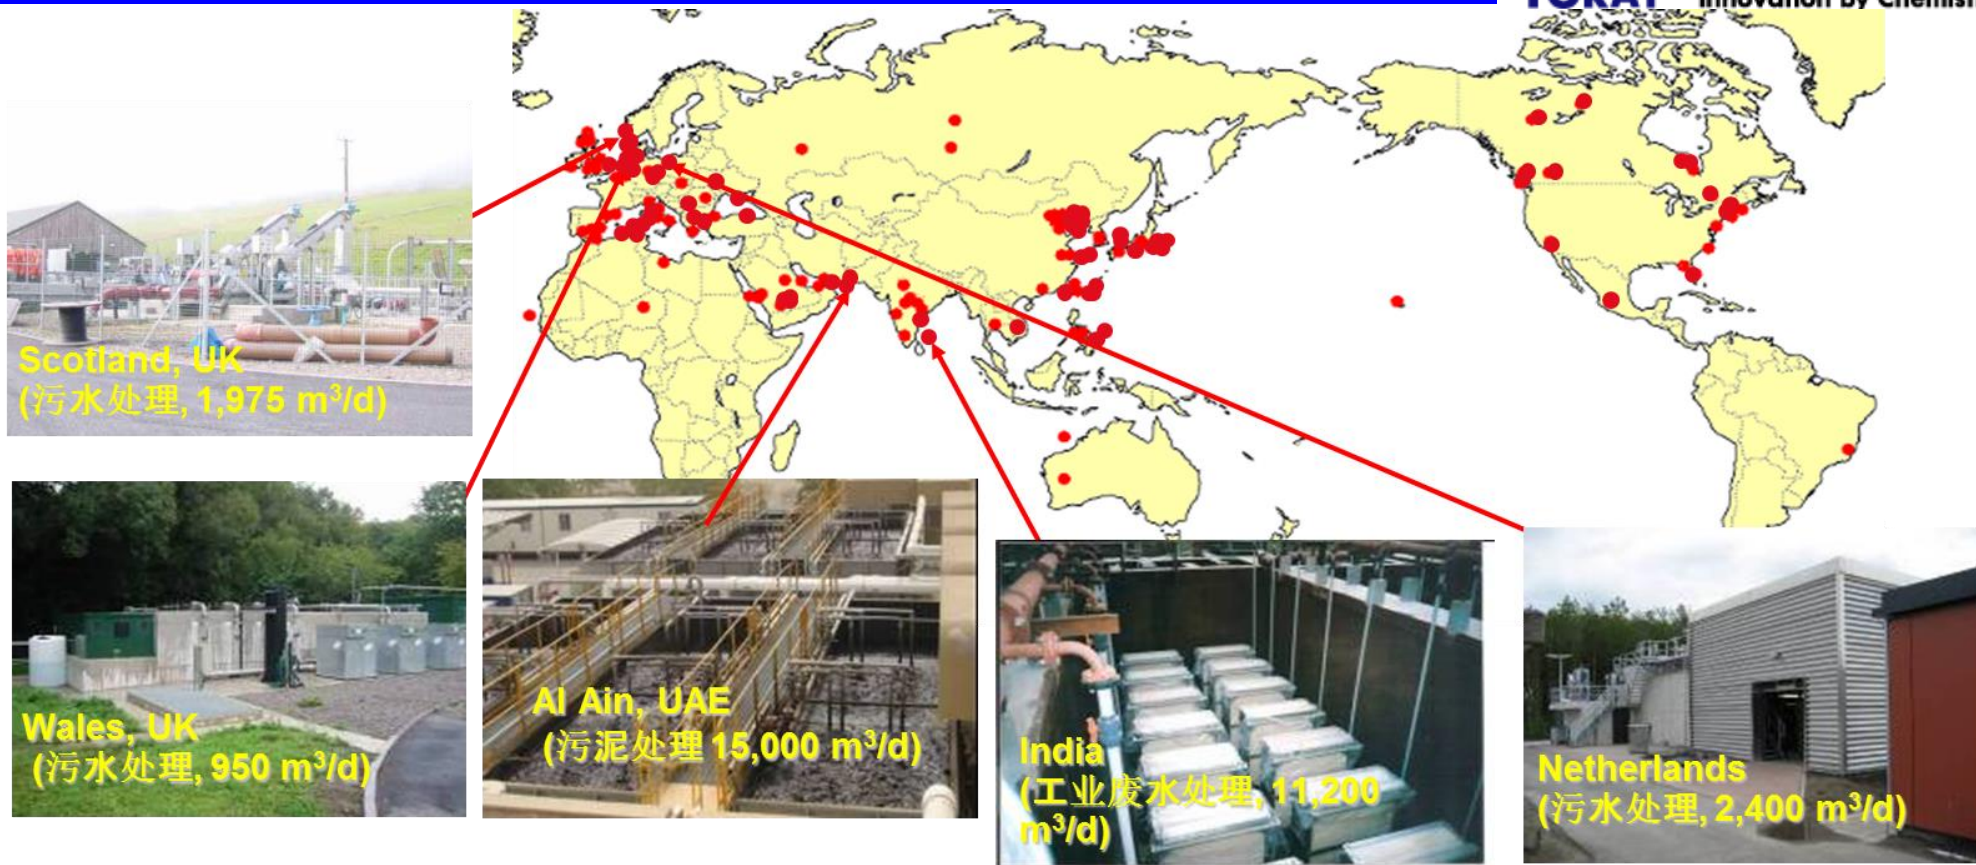 Innovation by Chemis
Scotland, UK
(污水处理, 1,975 m³/d)
Wales, UK
(污水处理, 950 m³/d)
Al Ain, UAE
(污泥处理 15,000 m³/d)
India
(工业废水处理, 11,200
m³/d)
Netherlands
(污水处理, 2,400 m³/d)